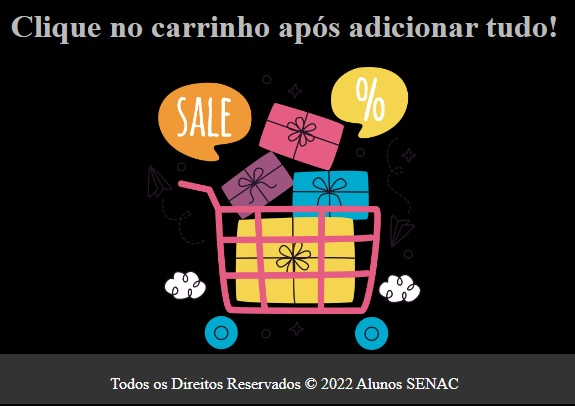 Clique no carrinho após adicionar tudo!
SALE
%
Todos os Direitos Reservados © 2022 Alunos SENAC